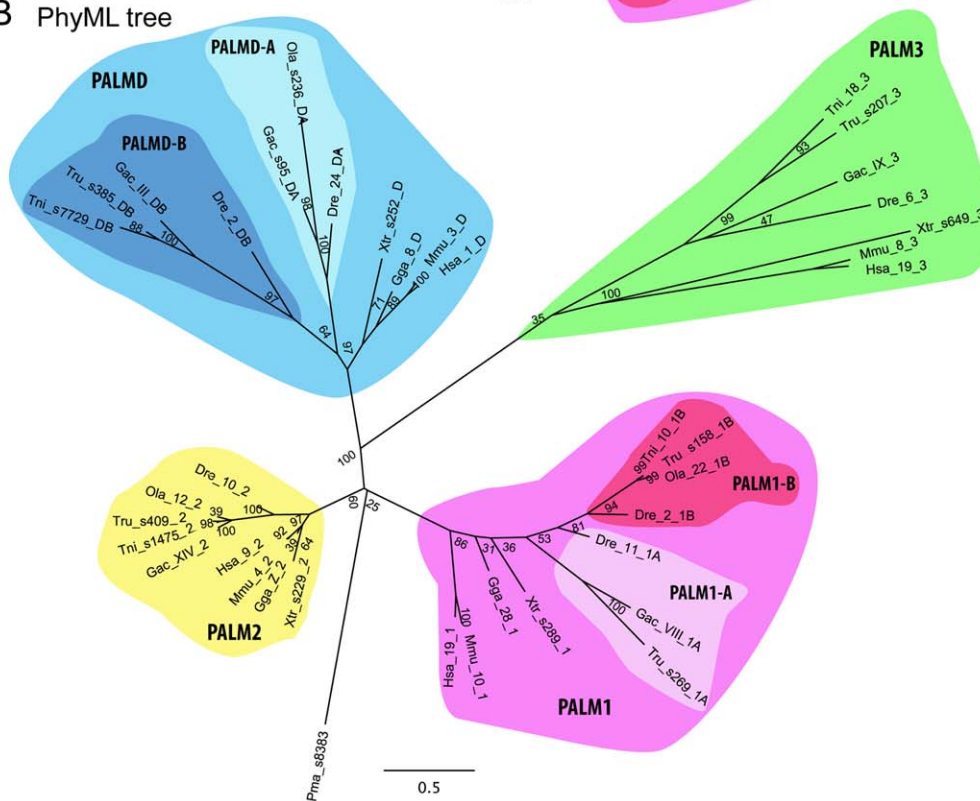 B PhyML tree
PALMD
PALMD-A
Ola_s236_DA
Gac_s95_DA
Dre_24_DA
98
100
PALMD-B
Gac_III_DB
Tru_s385_DB
Tni_s7729_DB
Dre_2_DB
88
100
97
64
97
Xtr_s252_D
Gga_8_D
Mmu_3_D
Hsa_1_D
71
89
100
PALM3
Tni_18_3
Tru_s207_3
Gac_IX_3
Dre_6_3
Xtr_s649_3
Mmu_8_3
Hsa_19_3
93
99
47
100
35
100
60
25
Dre_10_2
Ola_12_2
Tru_s409_2
Tni_s1475_2
Gac_XIV_2
Hsa_9_2
Mmu_4_2
Gga_Z_2
Xtr_s229_2
39
98
100
100
97
92
39
64
PALM2
Pma_s8383
Tni_10_1B
Tru_s158_1B
Ola_22_1B
Dre_2_1B
PALM1-B
99
99
94
81
53
36
31
86
Dre_11_1A
PALM1-A
Gac_VIII_1A
Tru_s269_1A
100
Xtr_s289_1
Gga_28_1
Hsa_19_1
Mmu_10_1
100
PALM1
0.5